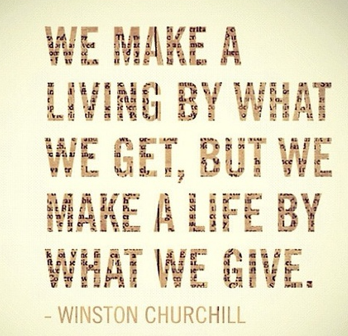 WE MAKE A
LIVING BY WHAT
WE GET, BUT WE
MAKE A LIFE BY
WHAT WE GIVE.
- WINSTON CHURCHILL